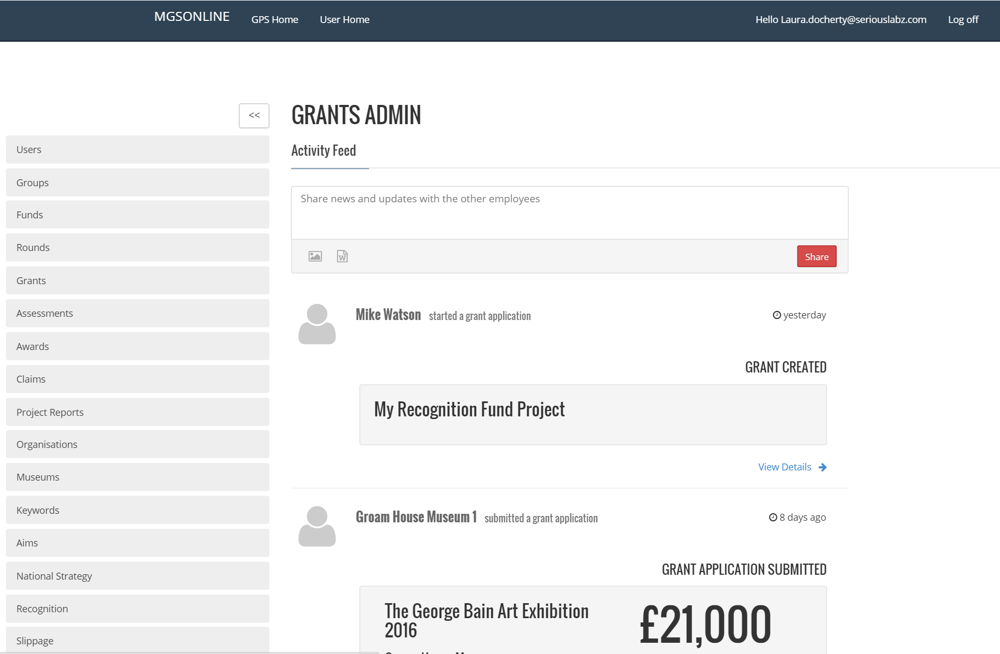 MGSONLINE GPS Home User Home Hello Laura.docherty@seriouslabz.com Log off
<<
Users
Groups
Funds
Rounds
Grants
Assessments
Awards
Claims
Project Reports
Organisations
Museums
Keywords
Aims
National Strategy
Recognition
Slippage
GRANTS ADMIN
Activity Feed
Share news and updates with the other employees
Share
Mike Watson started a grant application yesterday
GRANT CREATED
My Recognition Fund Project
View Details
Groam House Museum 1 submitted a grant application 8 days ago
GRANT APPLICATION SUBMITTED
The George Bain Art Exhibition
2016
£21,000